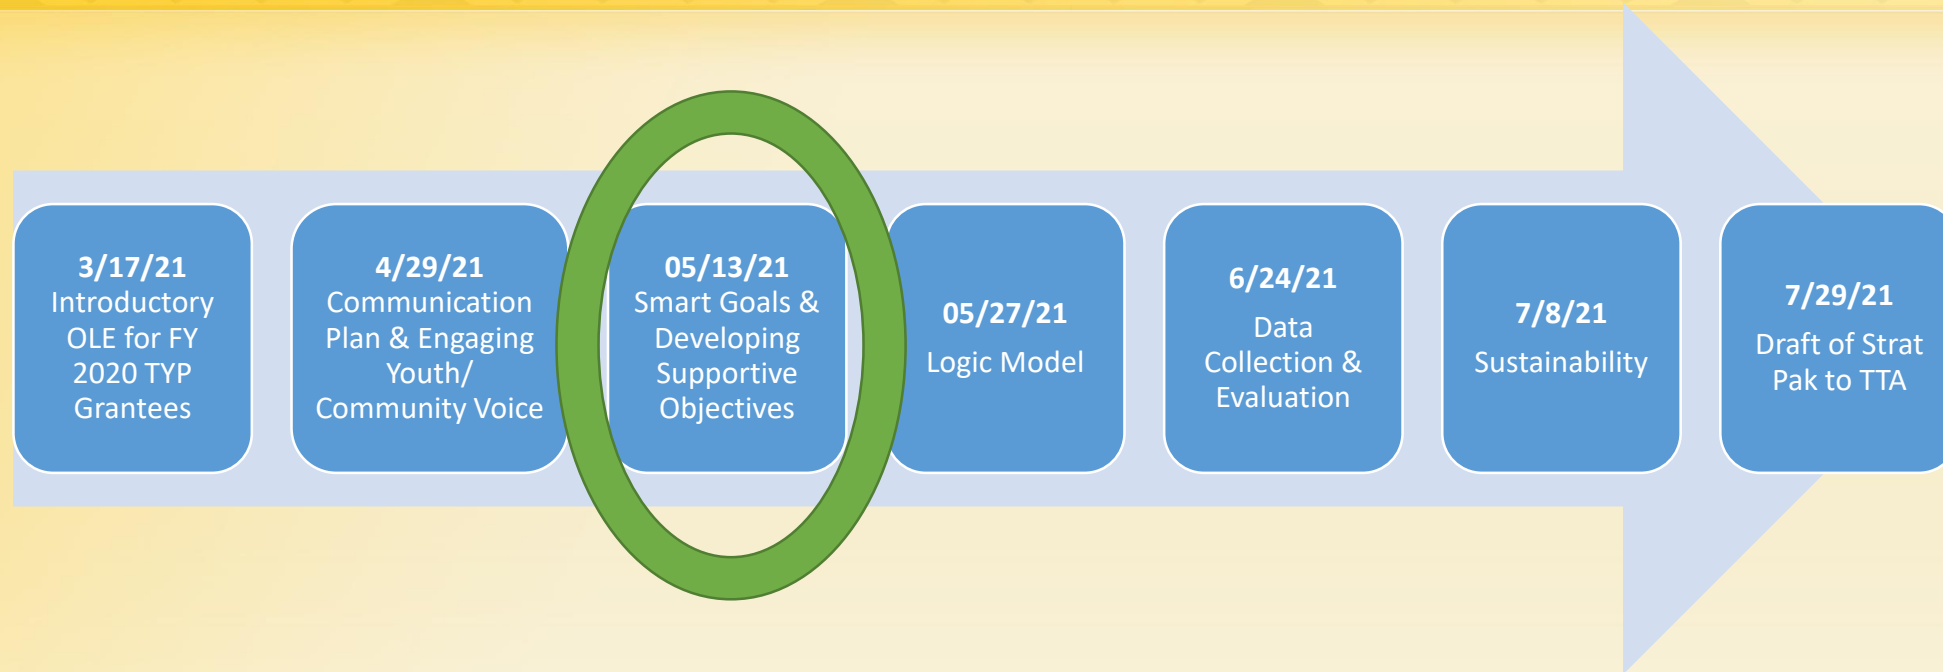 3/17/21
Introductory
OLE for FY
2020 TYP
Grantees
4/29/21
Communication
Plan & Engaging
Youth/
Community Voice
05/13/21
Smart Goals &
Developing
Supportive
Objectives
05/27/21
Logic Model
6/24/21
Data
Collection &
Evaluation
7/8/21
Sustainability
7/29/21
Draft of Strat
Pak to TTA